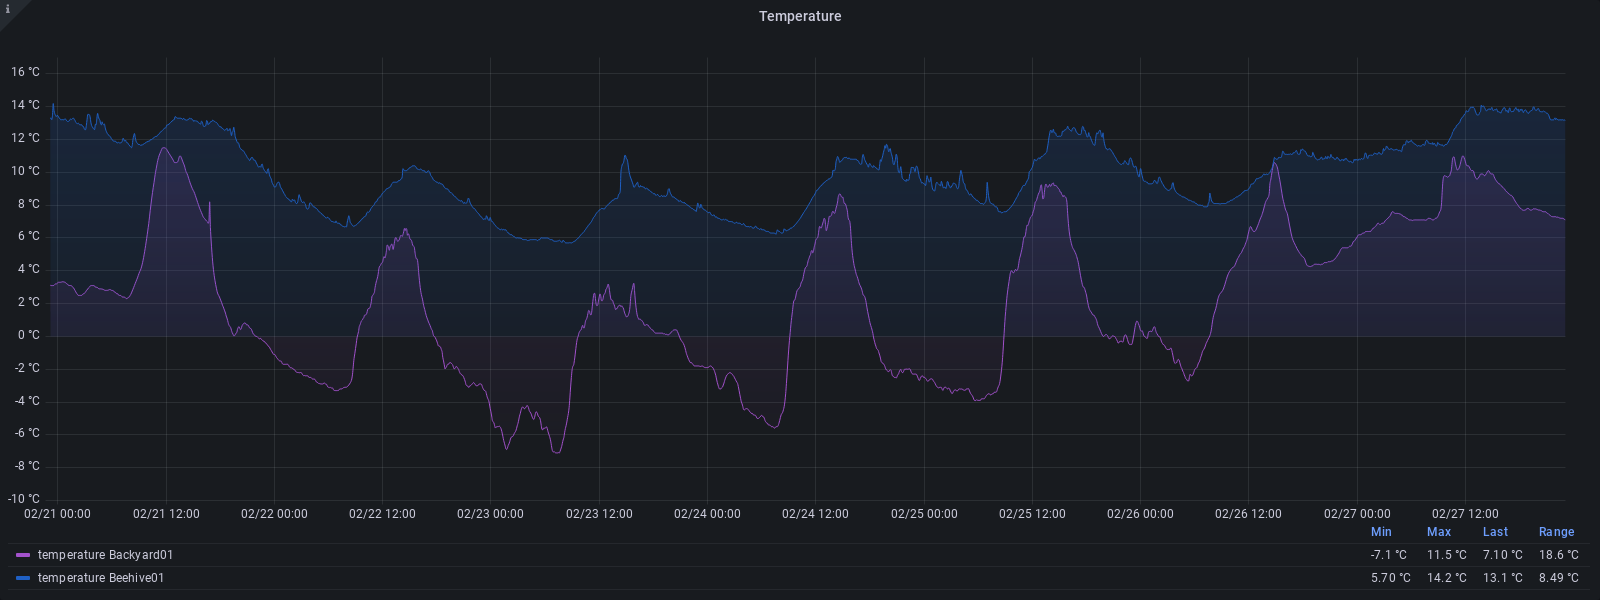 i
Temperature
16 °C
14 °C
12 °C
10 °C
8 °C
6 °C
4 °C
2 °C
0 °C
-2 °C
-4 °C
-6 °C
-8 °C
-10 °C
02/21 00:00 02/21 12:00 02/22 00:00 02/22 12:00 02/23 00:00 02/23 12:00 02/24 00:00 02/24 12:00 02/25 00:00 02/25 12:00 02/26 00:00 02/26 12:00 02/27 00:00 02/27 12:00
Min Max Last Range
temperature Backyard01 -7.1 °C 11.5 °C 7.10 °C 18.6 °C
temperature Beehive01 5.70 °C 14.2 °C 13.1 °C 8.49 °C